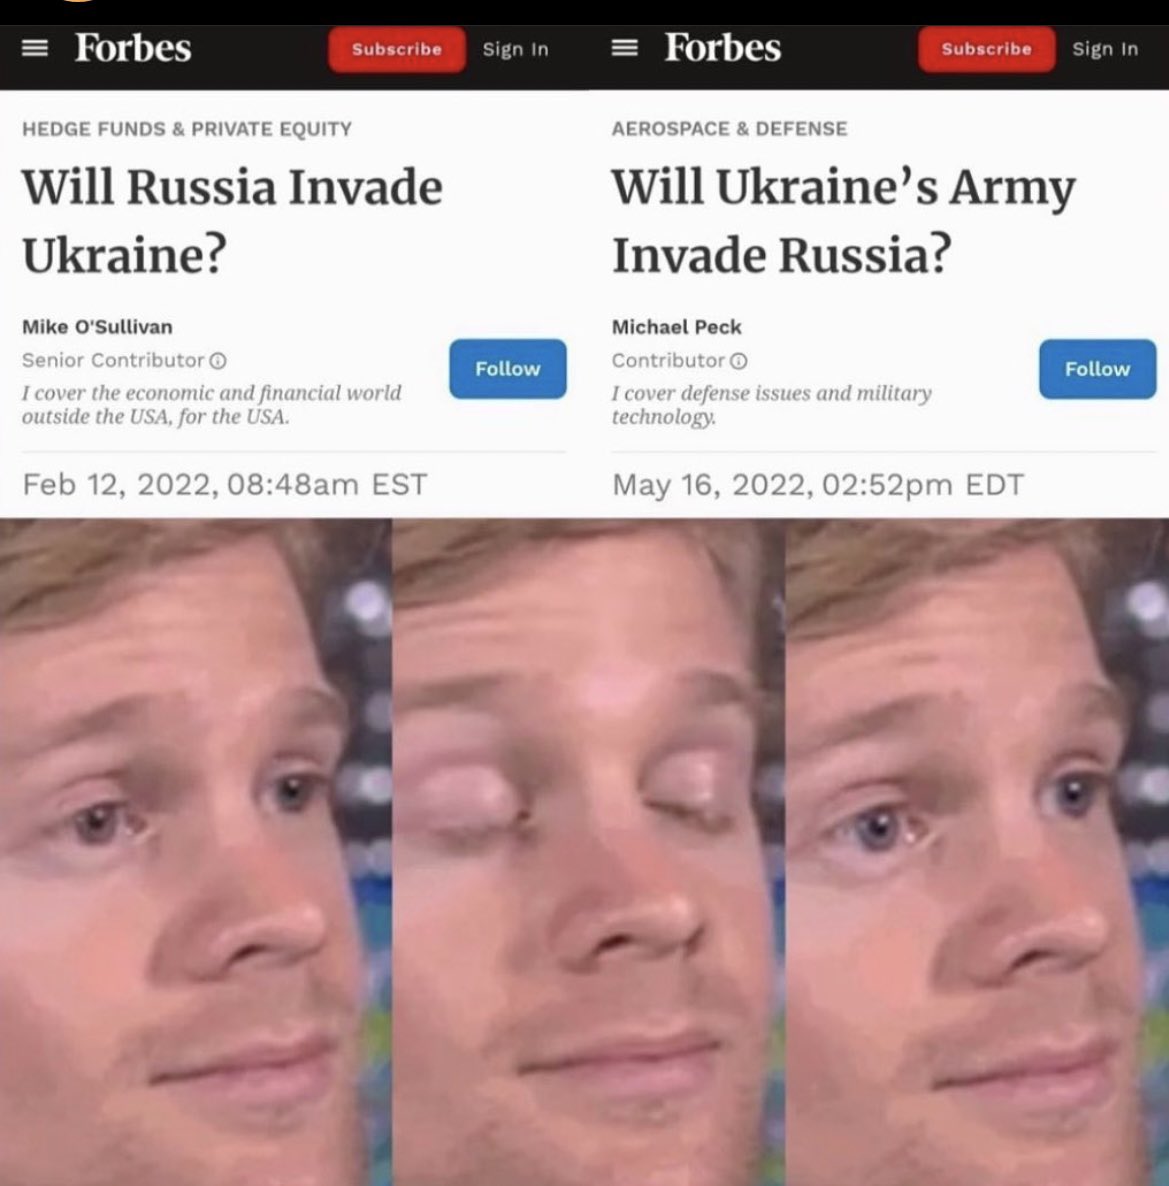 Forbes
Subscribe
Sign In
HEDGE FUNDS & PRIVATE EQUITY
Will Russia Invade
Ukraine?
Mike O'Sullivan
Senior Contributor
I cover the economic and financial world
outside the USA, for the USA.
Follow
Feb 12, 2022, 08:48am EST
Forbes
Subscribe
Sign In
AEROSPACE & DEFENSE
Will Ukraine’s Army
Invade Russia?
Michael Peck
Contributor
I cover defense issues and military
technology.
Follow
May 16, 2022, 02:52pm EDT